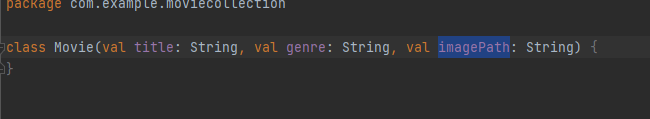 package com.example.moviecollection
class Movie(val title: String, val genre: String, val imagePath: String) {
}